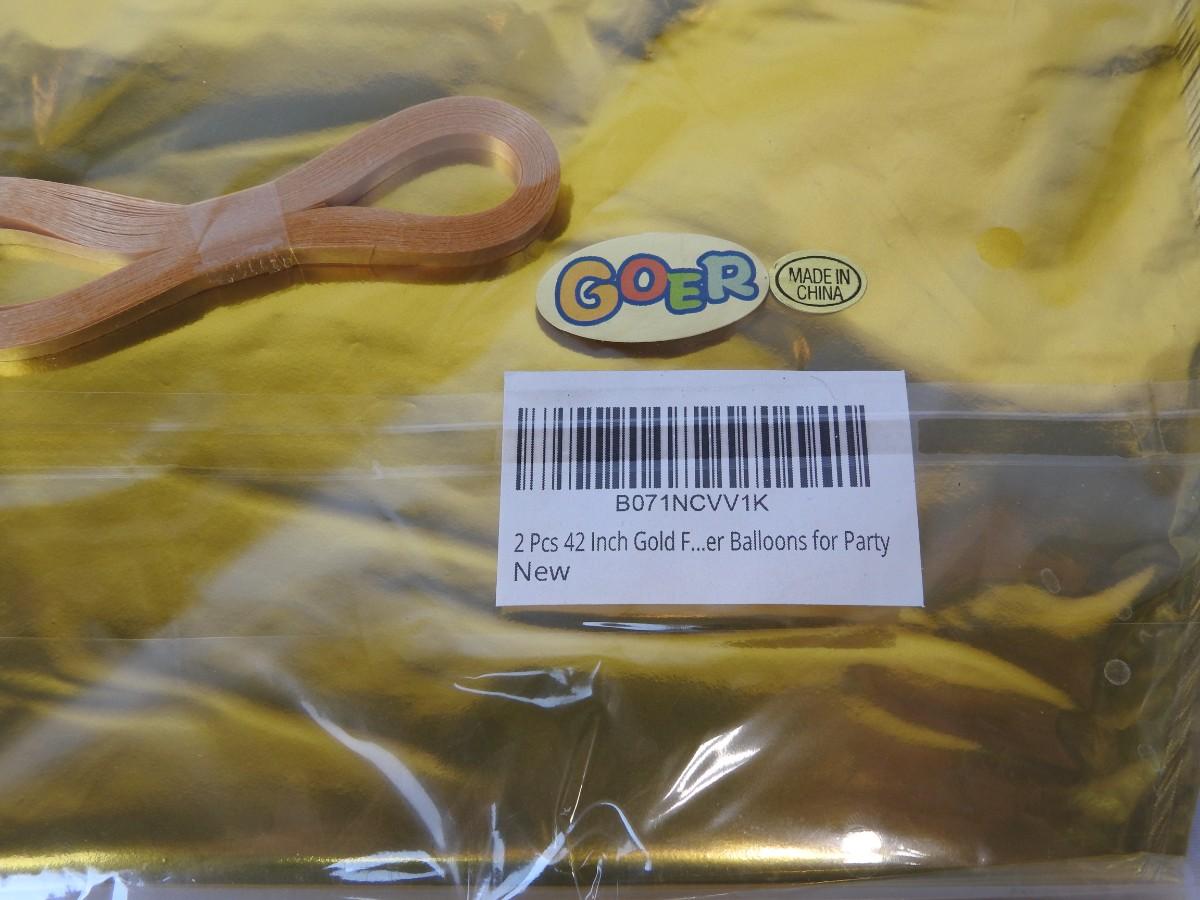 GOER
MADE IN
CHINA
B071NCVV1K
2 Pcs 42 Inch Gold F...er Balloons for Party
New